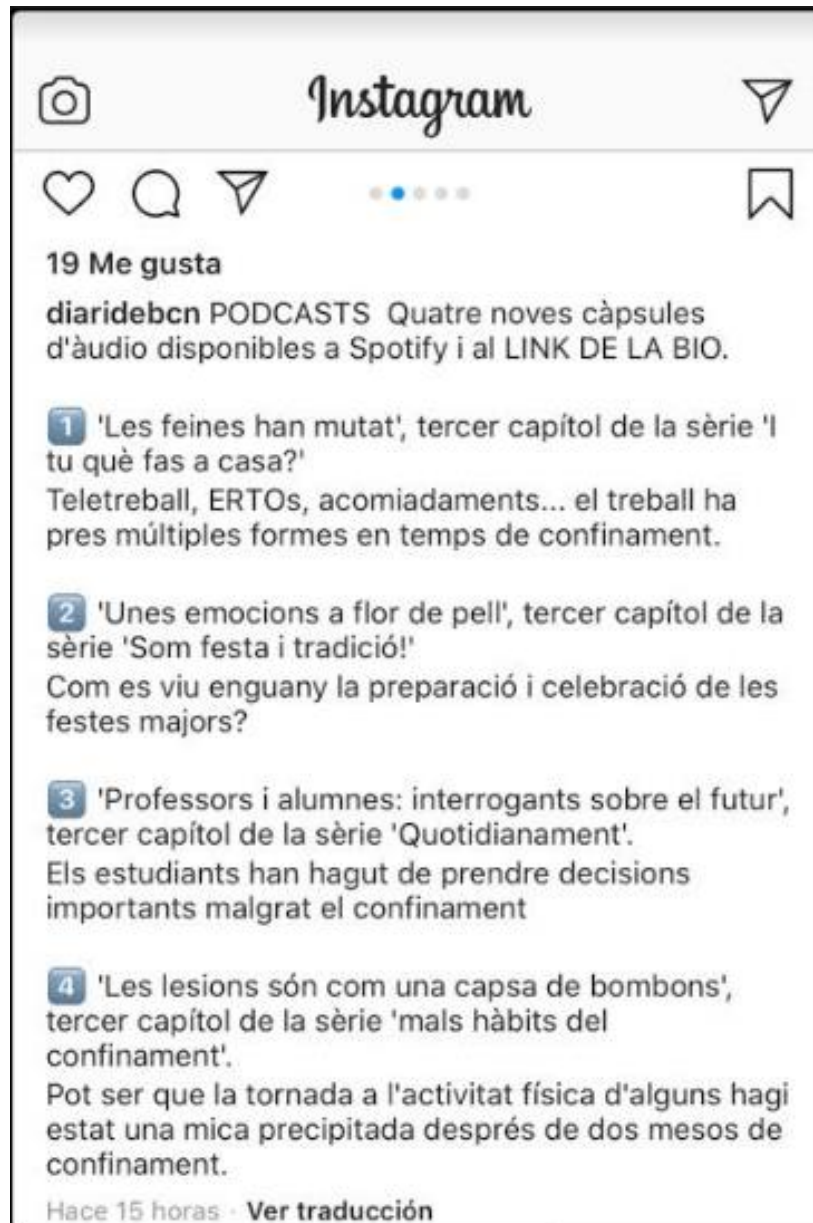 Instagram
19 Me gusta
diaridebcn PODCASTS Quatre noves càpsules
d'àudio disponibles a Spotify i al LINK DE LA BIO.
1 'Les feines han mutat', tercer capítol de la sèrie 'I
tu què fas a casa?'
Teletreball, ERTOs, acomiadaments... el treball ha
pres múltiples formes en temps de confinament.
2 'Unes emocions a flor de pell', tercer capítol de la
sèrie 'Som festa i tradició!'
Com es viu enguany la preparació i celebració de les
festes majors?
3 'Professors i alumnes: interrogants sobre el futur',
tercer capítol de la sèrie 'Quotidianament'.
Els estudiants han hagut de prendre decisions
importants malgrat el confinament
4 'Les lesions són com una capsa de bombons',
tercer capítol de la sèrie 'mals hàbits del
confinament'.
Pot ser que la tornada a l'activitat física d'alguns hagi
estat una mica precipitada després de dos mesos de
confinament.
Hace 15 horas · Ver traducción